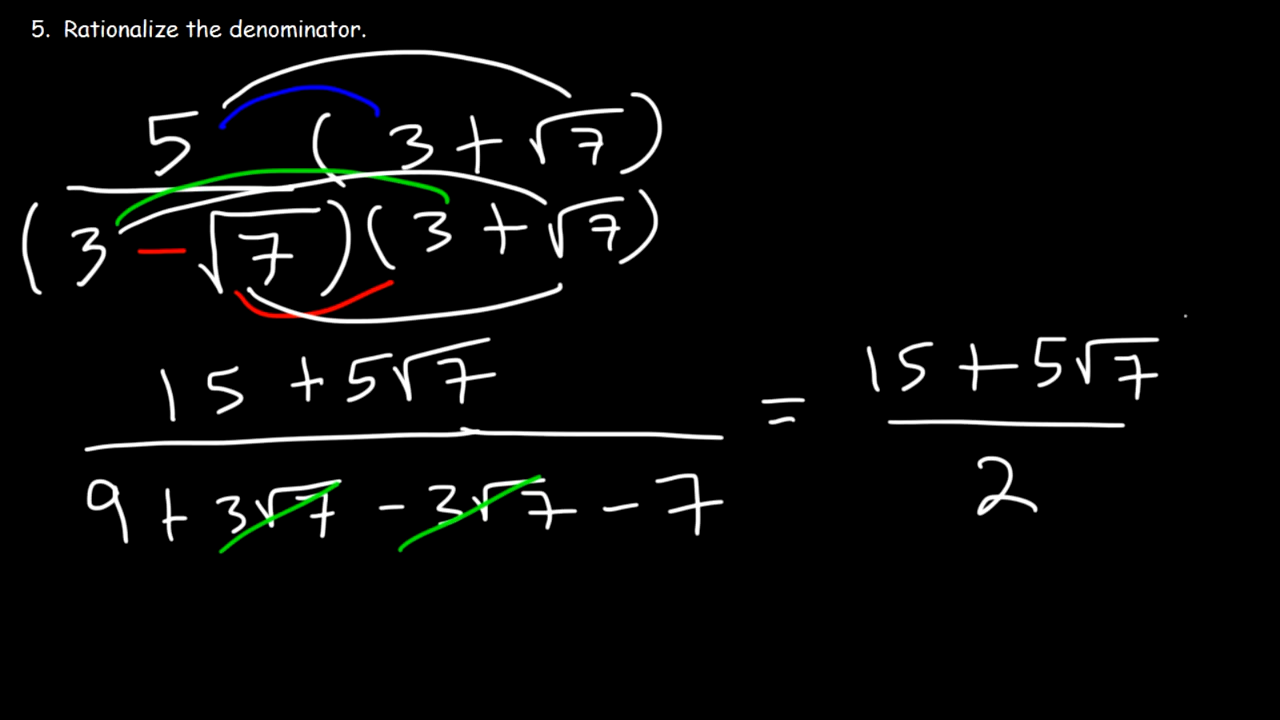 5. Rationalize the denominator.
5 (3 + √7)
(3 - √7)(3 + √7)
15 + 5√7
9 + 3√7 - 3√7 - 7
= 15 + 5√7
2